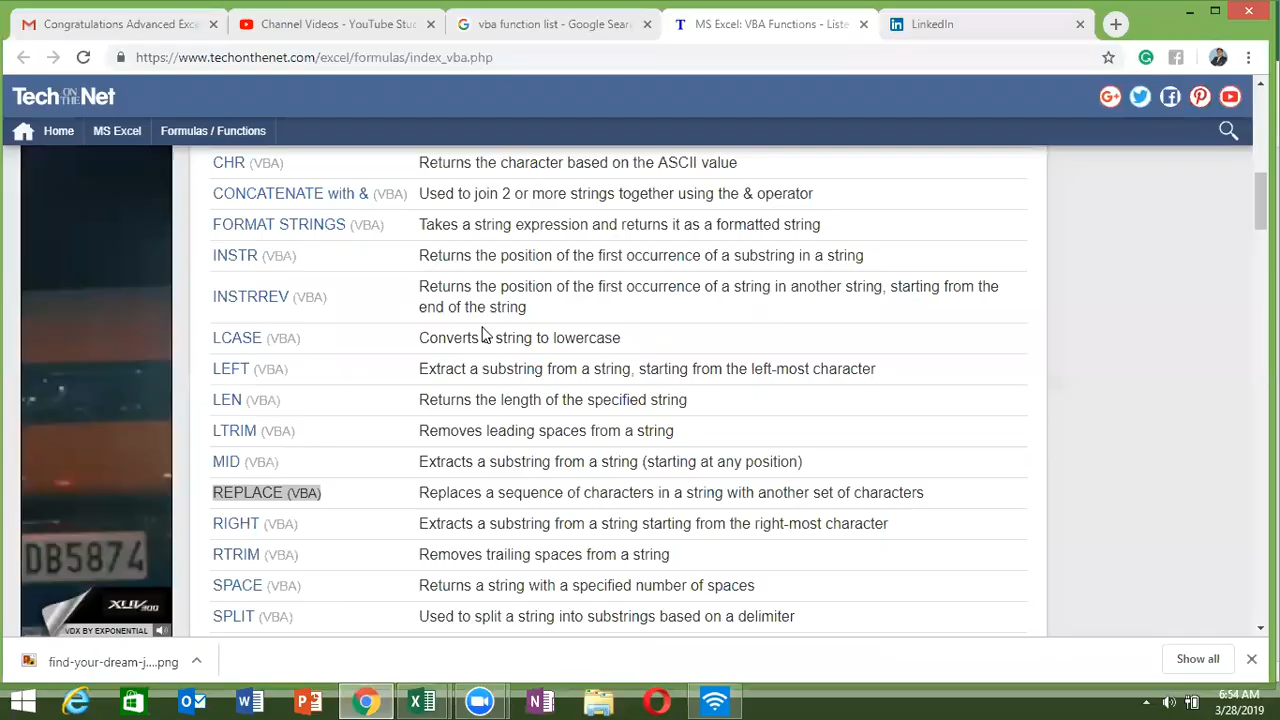 Congratulations Advanced Exce
Channel Videos - YouTube Stud
vba function list - Google Searc
MS Excel: VBA Functions - Liste
LinkedIn
https://www.techonthenet.com/excel/formulas/index_vba.php
Tech ON THE Net
Home MS Excel Formulas / Functions
CHR (VBA) Returns the character based on the ASCII value
CONCATENATE with & (VBA) Used to join 2 or more strings together using the & operator
FORMAT STRINGS (VBA) Takes a string expression and returns it as a formatted string
INSTR (VBA) Returns the position of the first occurrence of a substring in a string
INSTRREV (VBA) Returns the position of the first occurrence of a string in another string, starting from the
end of the string
LCASE (VBA) Converts a string to lowercase
LEFT (VBA) Extract a substring from a string, starting from the left-most character
LEN (VBA) Returns the length of the specified string
LTRIM (VBA) Removes leading spaces from a string
MID (VBA) Extracts a substring from a string (starting at any position)
REPLACE (VBA) Replaces a sequence of characters in a string with another set of characters
RIGHT (VBA) Extracts a substring from a string starting from the right-most character
RTRIM (VBA) Removes trailing spaces from a string
SPACE (VBA) Returns a string with a specified number of spaces
SPLIT (VBA) Used to split a string into substrings based on a delimiter
DB5874
XUV300
VDX BY EXPONENTIAL
find-your-dream-j....png
Show all
6:54 AM
3/28/2019